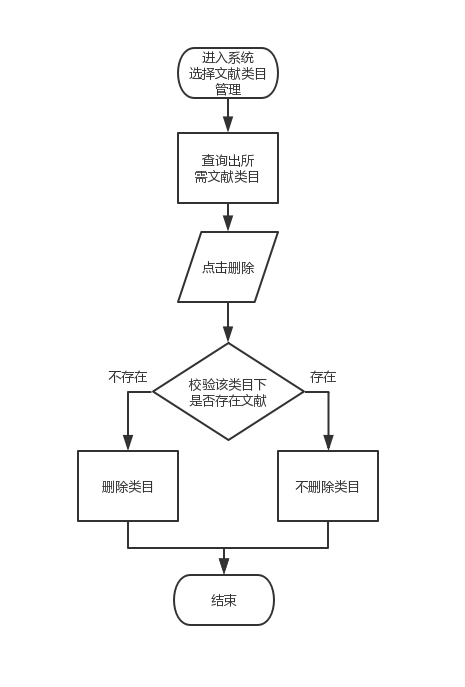 进入系统
选择文献类目
管理
查询出所
需文献类目
点击删除
不存在
存在
校验该类目下
是否存在文献
删除类目
不删除类目
结束